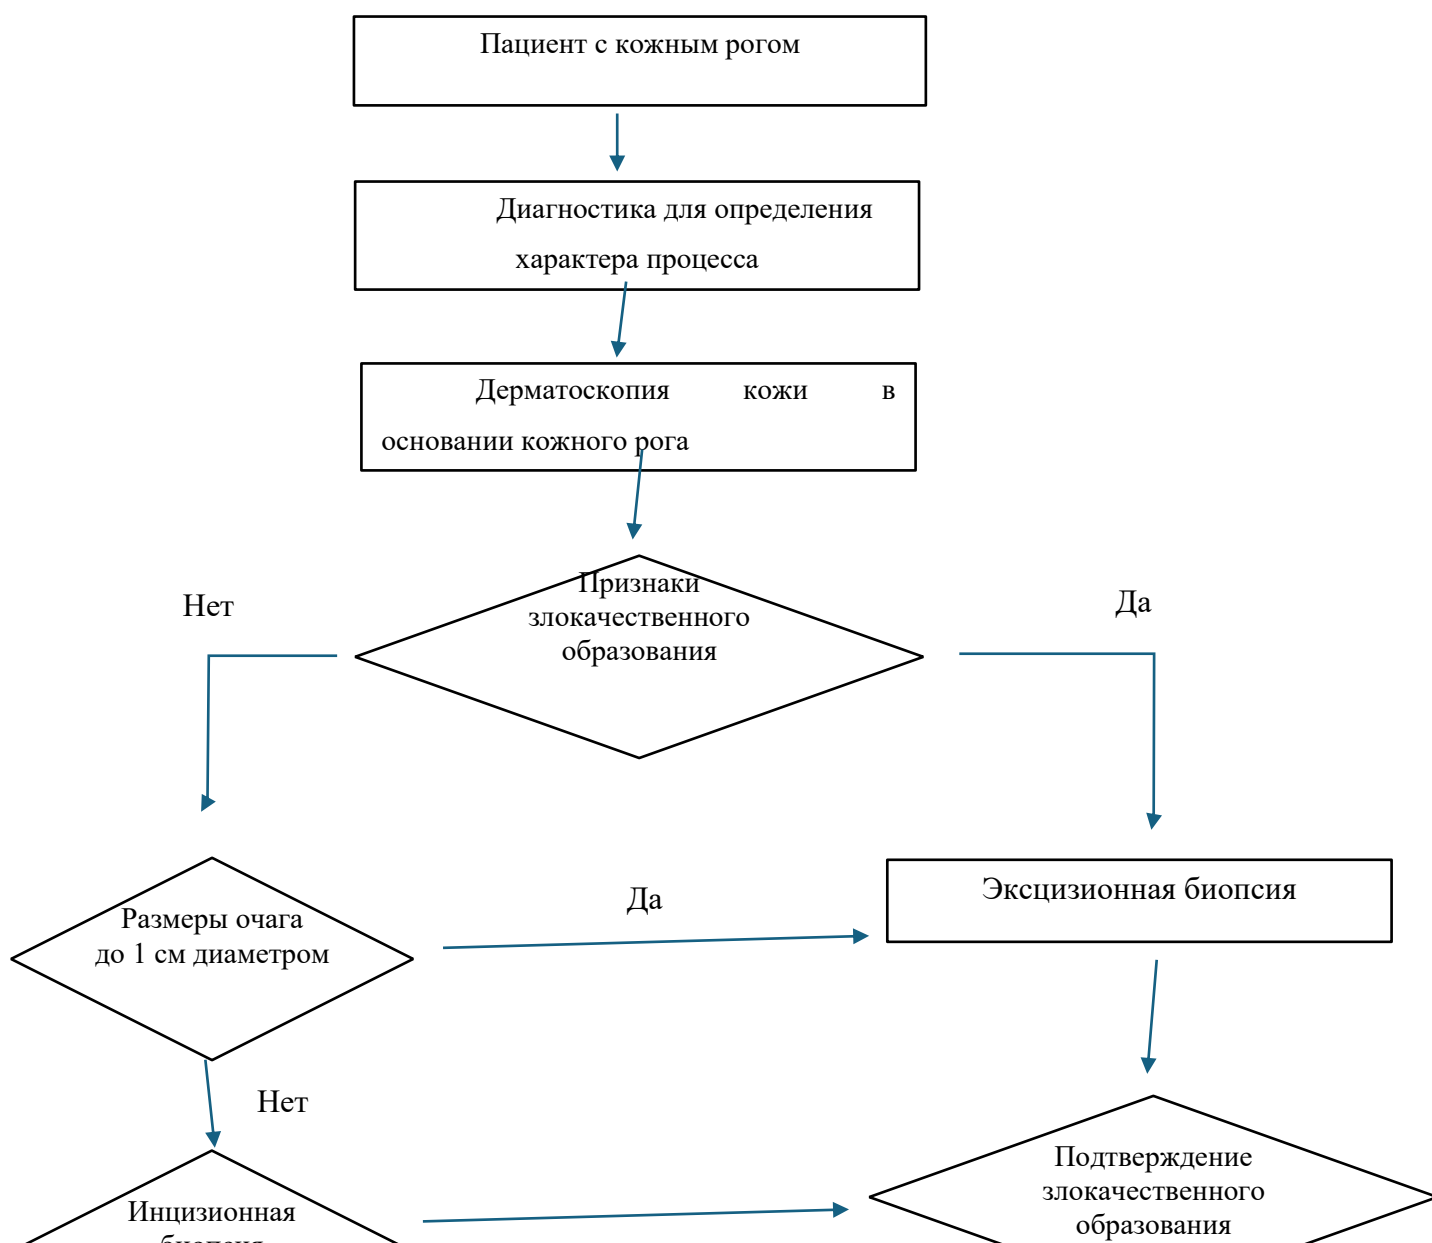 Пациент с кожным рогом
Диагностика для определения
характера процесса
Дерматоскопия кожи в
основании кожного рога
Признаки
злокачественного
образования
Нет
Да
Размеры очага
до 1 см диаметром
Да
Эксцизионная биопсия
Нет
Инцизионная
биопсия
Подтверждение
злокачественного
образования